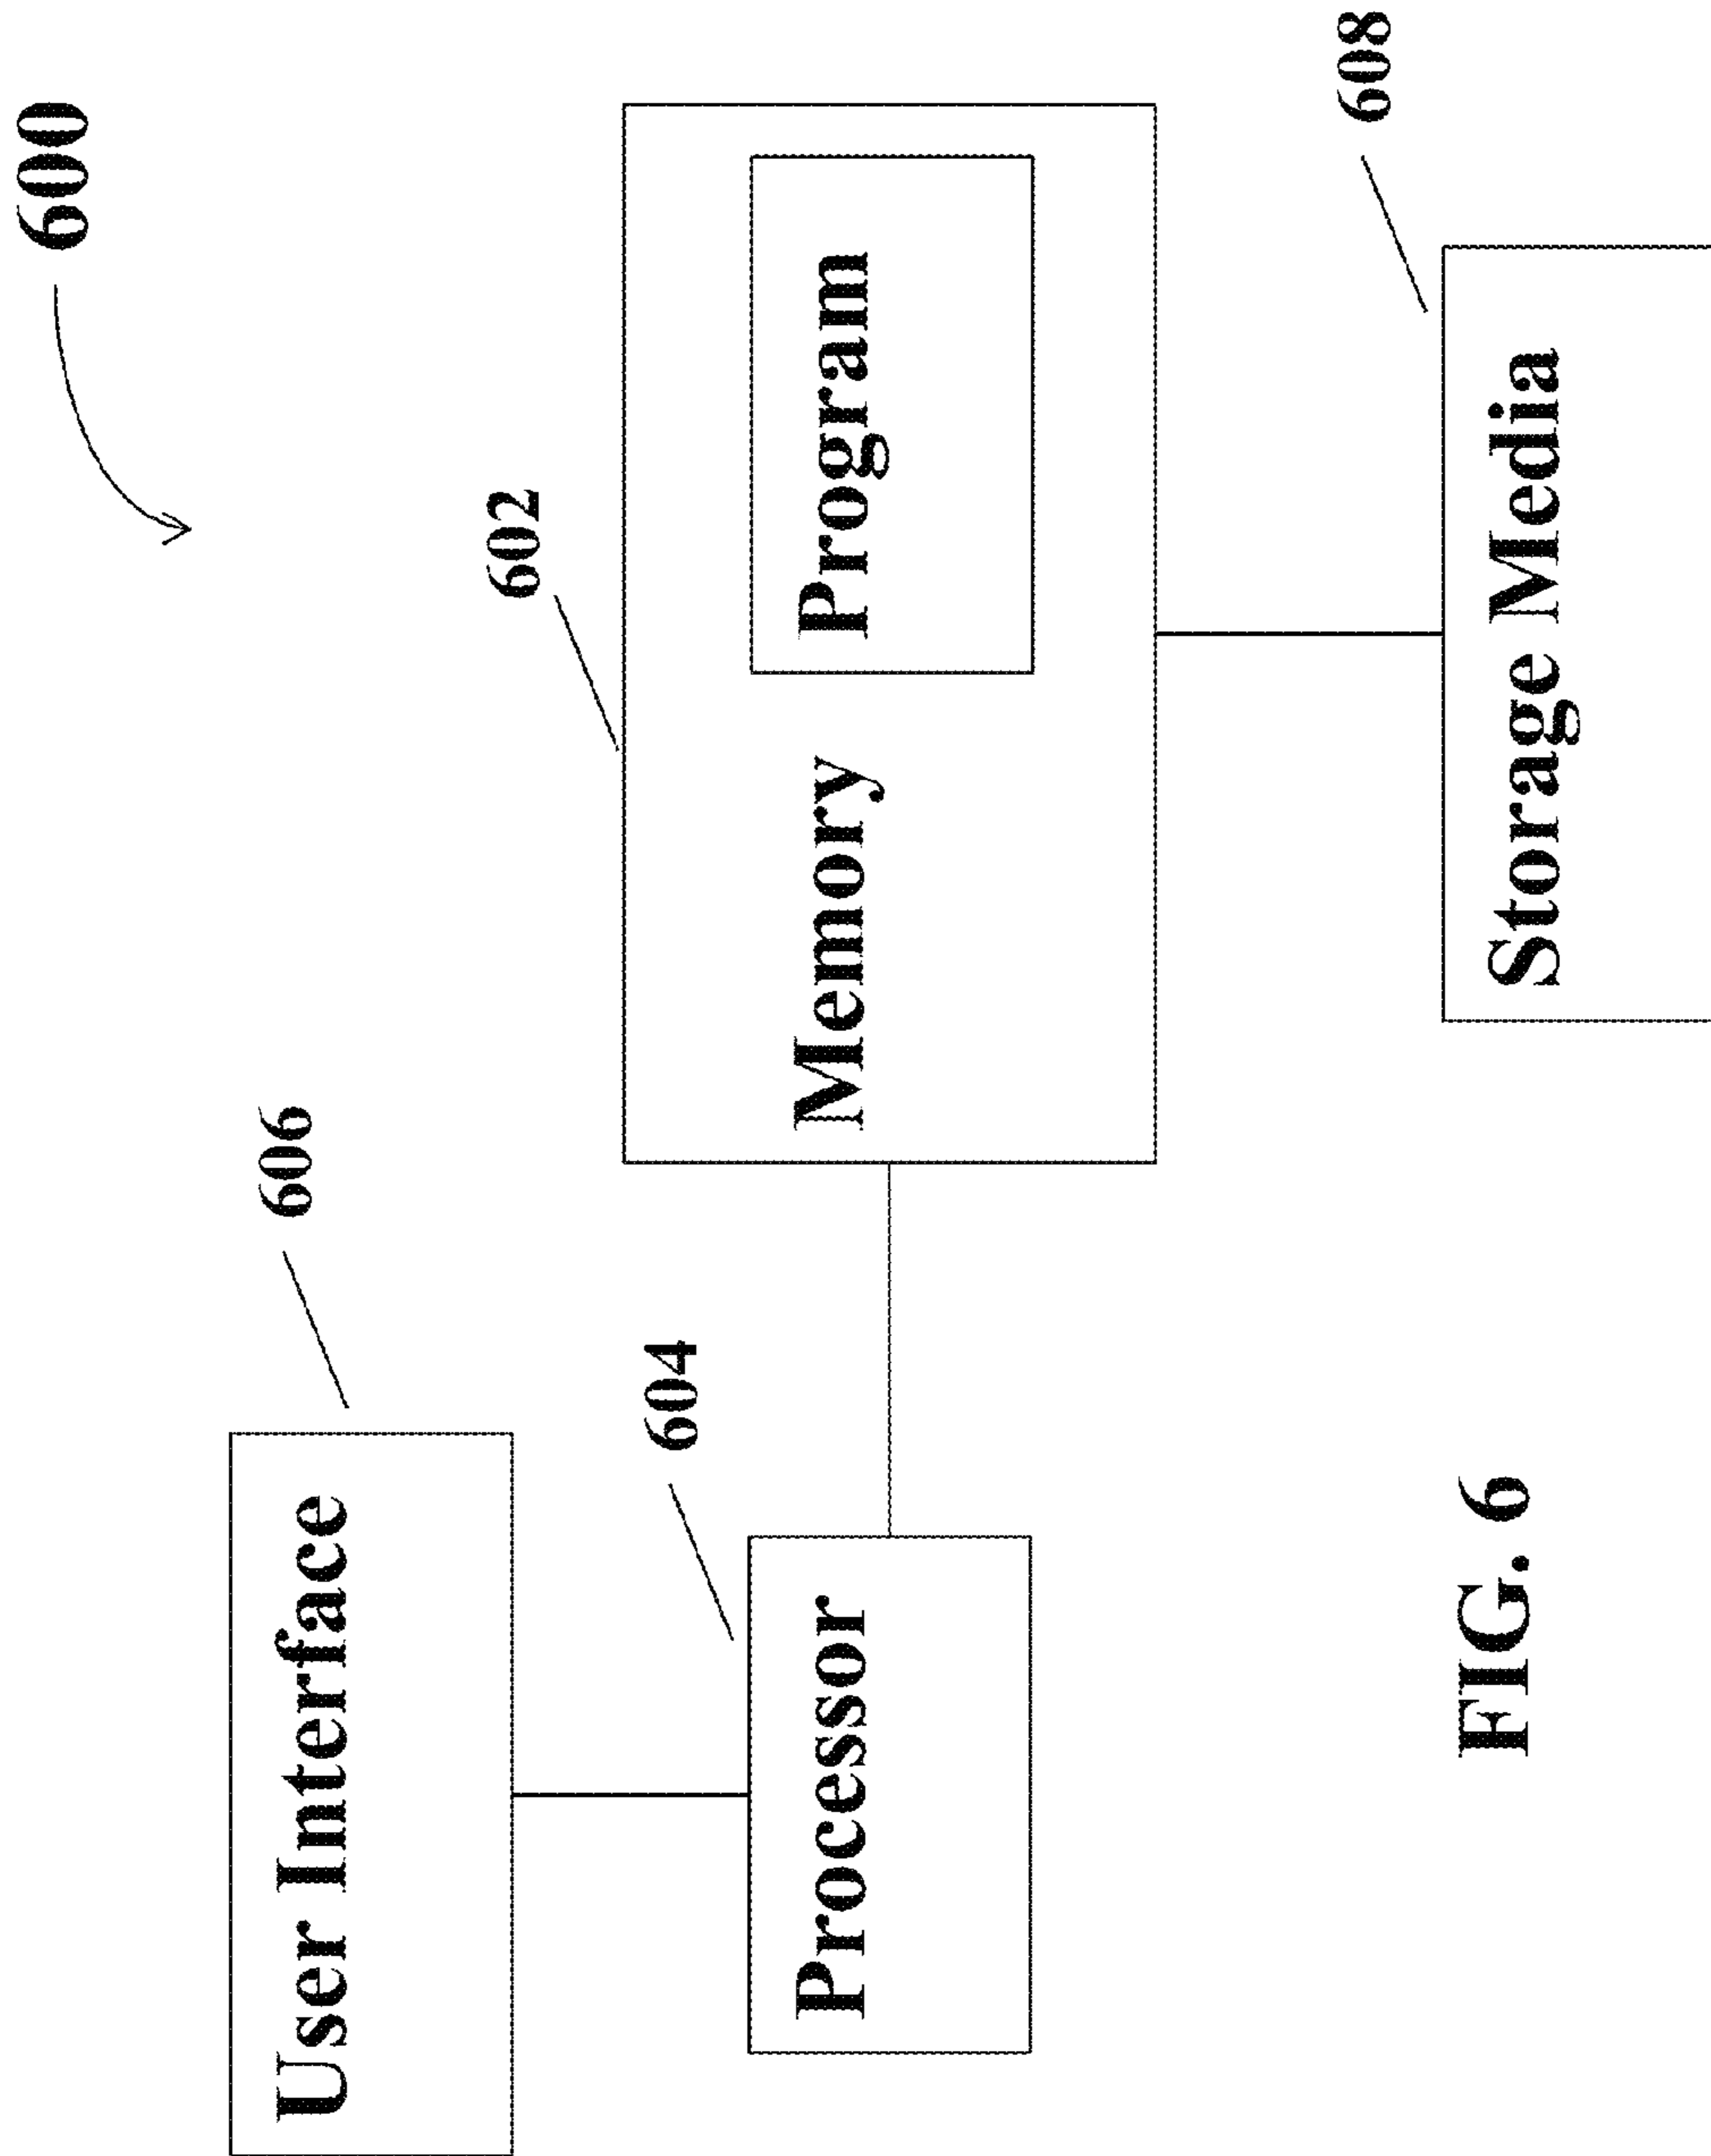 600
606
User Interface
602
604
Processor
Memory
Program
608
Storage Media
FIG. 6